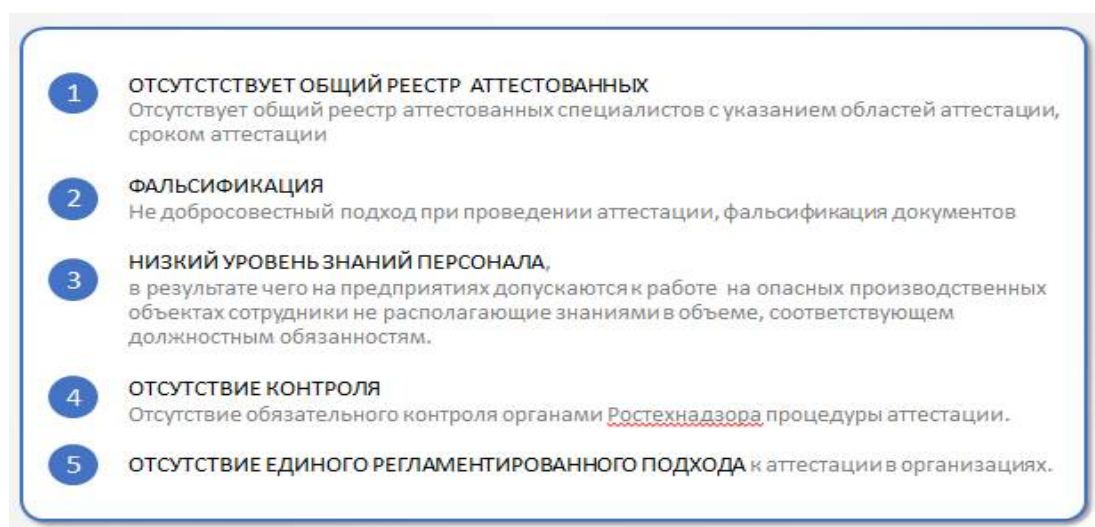 1
ОТСУТСТСТВУЕТ ОБЩИЙ РЕЕСТР АТТЕСТОВАННЫХ
Отсутствует общий реестр аттестованных специалистов с указанием областей аттестации,
сроком аттестации
2
ФАЛЬСИФИКАЦИЯ
Не добросовестный подход при проведении аттестации, фальсификация документов
3
НИЗКИЙ УРОВЕНЬ ЗНАНИЙ ПЕРСОНАЛА,
в результате чего на предприятиях допускаются к работе на опасных производственных
объектах сотрудники не располагающие знаниями в объеме, соответствующем
должностным обязанностям.
4
ОТСУТСТВИЕ КОНТРОЛЯ
Отсутствие обязательного контроля органами Ростехнадзора процедуры аттестации.
5
ОТСУТСТВИЕ ЕДИНОГО РЕГЛАМЕНТИРОВАННОГО ПОДХОДА к аттестации в организациях.